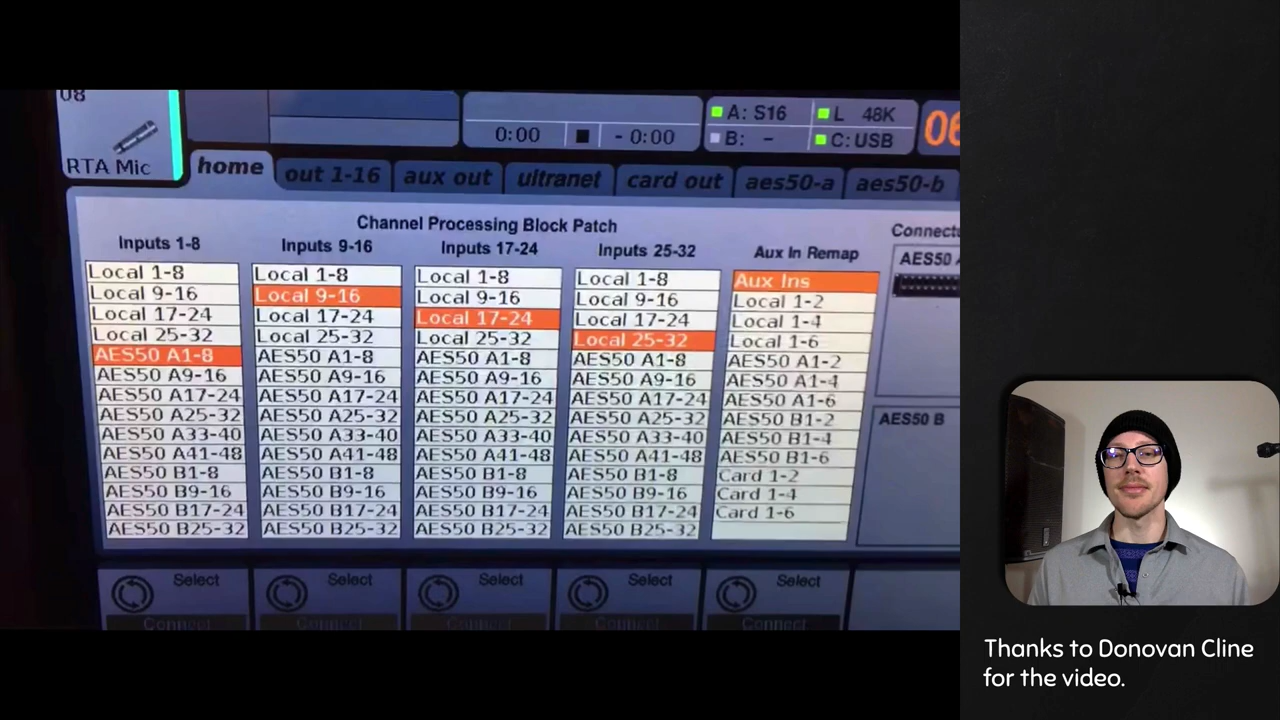 08
RTA Mic
0:00
- 0:00
A: S16
L 48K
B: -
C: USB
06
home
out 1-16
aux out
ultranet
card out
aes50-a
aes50-b
Channel Processing Block Patch
Inputs 1-8
Local 1-8
Local 9-16
Local 17-24
Local 25-32
AES50 A1-8
AES50 A9-16
AES50 A17-24
AES50 A25-32
AES50 A33-40
AES50 A41-48
AES50 B1-8
AES50 B9-16
AES50 B17-24
AES50 B25-32
Inputs 9-16
Local 1-8
Local 9-16
Local 17-24
Local 25-32
AES50 A1-8
AES50 A9-16
AES50 A17-24
AES50 A25-32
AES50 A33-40
AES50 A41-48
AES50 B1-8
AES50 B9-16
AES50 B17-24
AES50 B25-32
Inputs 17-24
Local 1-8
Local 9-16
Local 17-24
Local 25-32
AES50 A1-8
AES50 A9-16
AES50 A17-24
AES50 A25-32
AES50 A33-40
AES50 A41-48
AES50 B1-8
AES50 B9-16
AES50 B17-24
AES50 B25-32
Inputs 25-32
Local 1-8
Local 9-16
Local 17-24
Local 25-32
AES50 A1-8
AES50 A9-16
AES50 A17-24
AES50 A25-32
AES50 A33-40
AES50 A41-48
AES50 B1-8
AES50 B9-16
AES50 B17-24
AES50 B25-32
Aux In Remap
Aux Ins
Local 1-2
Local 1-4
Local 1-6
AES50 A1-2
AES50 A1-4
AES50 A1-6
AES50 B1-2
AES50 B1-4
AES50 B1-6
Card 1-2
Card 1-4
Card 1-6
AES50
AES50 B
Select
Connect
Select
Connect
Select
Connect
Select
Connect
Select
Connect
Thanks to Donovan Cline
for the video.